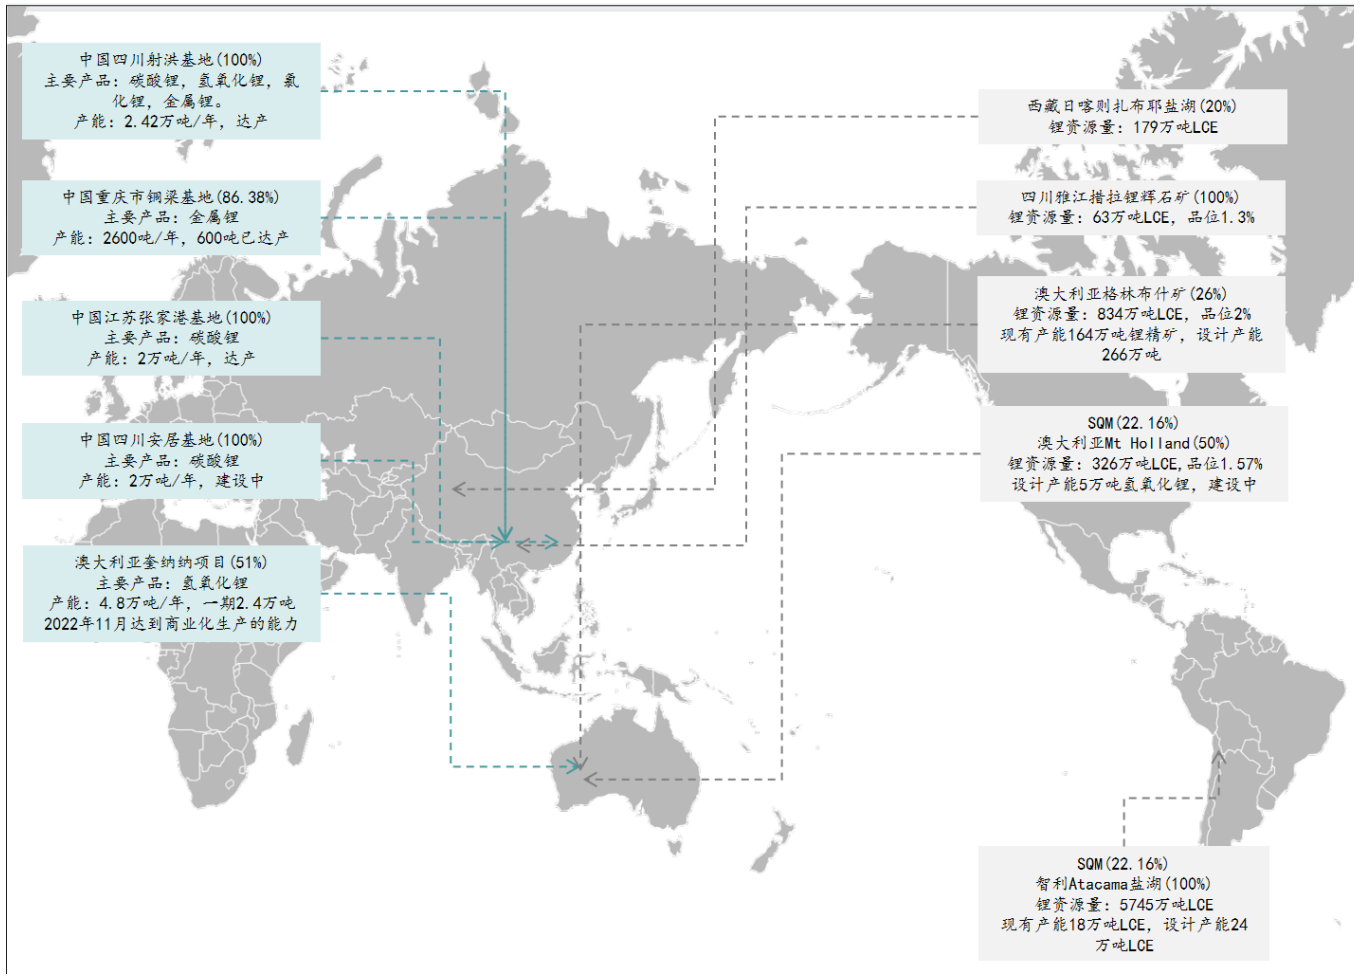 中国四川射洪基地(100%)
主要产品：碳酸锂，氢氧化锂，氯
化锂，金属锂。
产能：2.42万吨/年，达产
中国重庆市铜梁基地(86.38%)
主要产品：金属锂
产能：2600吨/年，600吨已达产
中国江苏张家港基地(100%)
主要产品：碳酸锂
产能：2万吨/年，达产
中国四川安居基地(100%)
主要产品：碳酸锂
产能：2万吨/年，建设中
澳大利亚奎纳纳项目(51%)
主要产品：氢氧化锂
产能：4.8万吨/年，一期2.4万吨
2022年11月达到商业化生产的能力
西藏日喀则扎布耶盐湖(20%)
锂资源量：179万吨LCE
四川雅江措拉锂辉石矿(100%)
锂资源量：63万吨LCE，品位1.3%
澳大利亚格林布什矿(26%)
锂资源量：834万吨LCE，品位2%
现有产能164万吨锂精矿，设计产能
266万吨
SQM(22.16%)
澳大利亚Mt Holland(50%)
锂资源量：326万吨LCE,品位1.57%
设计产能5万吨氢氧化锂，建设中
SQM(22.16%)
智利Atacama盐湖(100%)
锂资源量：5745万吨LCE
现有产能18万吨LCE，设计产能24
万吨LCE